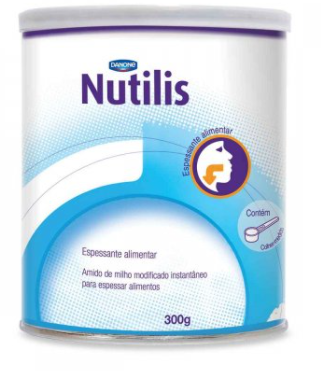 DANONE
Nutilis
Espessante alimentar
Contém
Espessante alimentar
Amido de milho modificado instantâneo
para espessar alimentos
300g